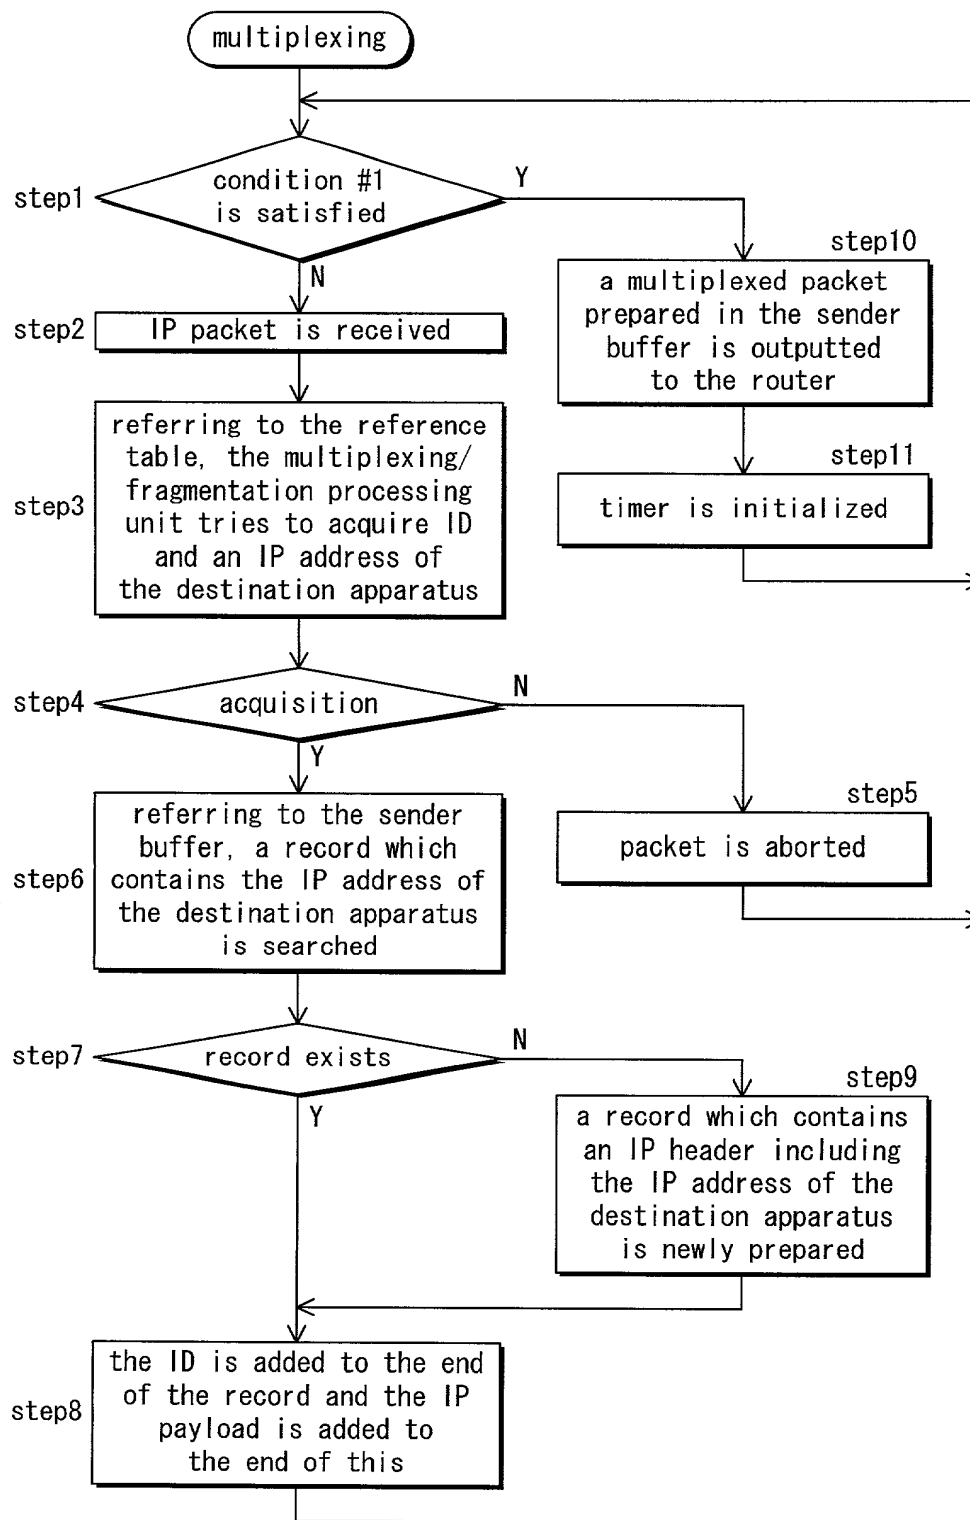 multiplexing
step1
condition #1
is satisfied
Y
N
step10
a multiplexed packet
prepared in the sender
buffer is outputted
to the router
step2
IP packet is received
step11
timer is initialized
step3
referring to the reference
table, the multiplexing/
fragmentation processing
unit tries to acquire ID
and an IP address of
the destination apparatus
step4
acquisition
N
Y
step5
packet is aborted
step6
referring to the sender
buffer, a record which
contains the IP address of
the destination apparatus
is searched
step7
record exists
N
Y
step9
a record which contains
an IP header including
the IP address of the
destination apparatus
is newly prepared
step8
the ID is added to the end
of the record and the IP
payload is added to
the end of this